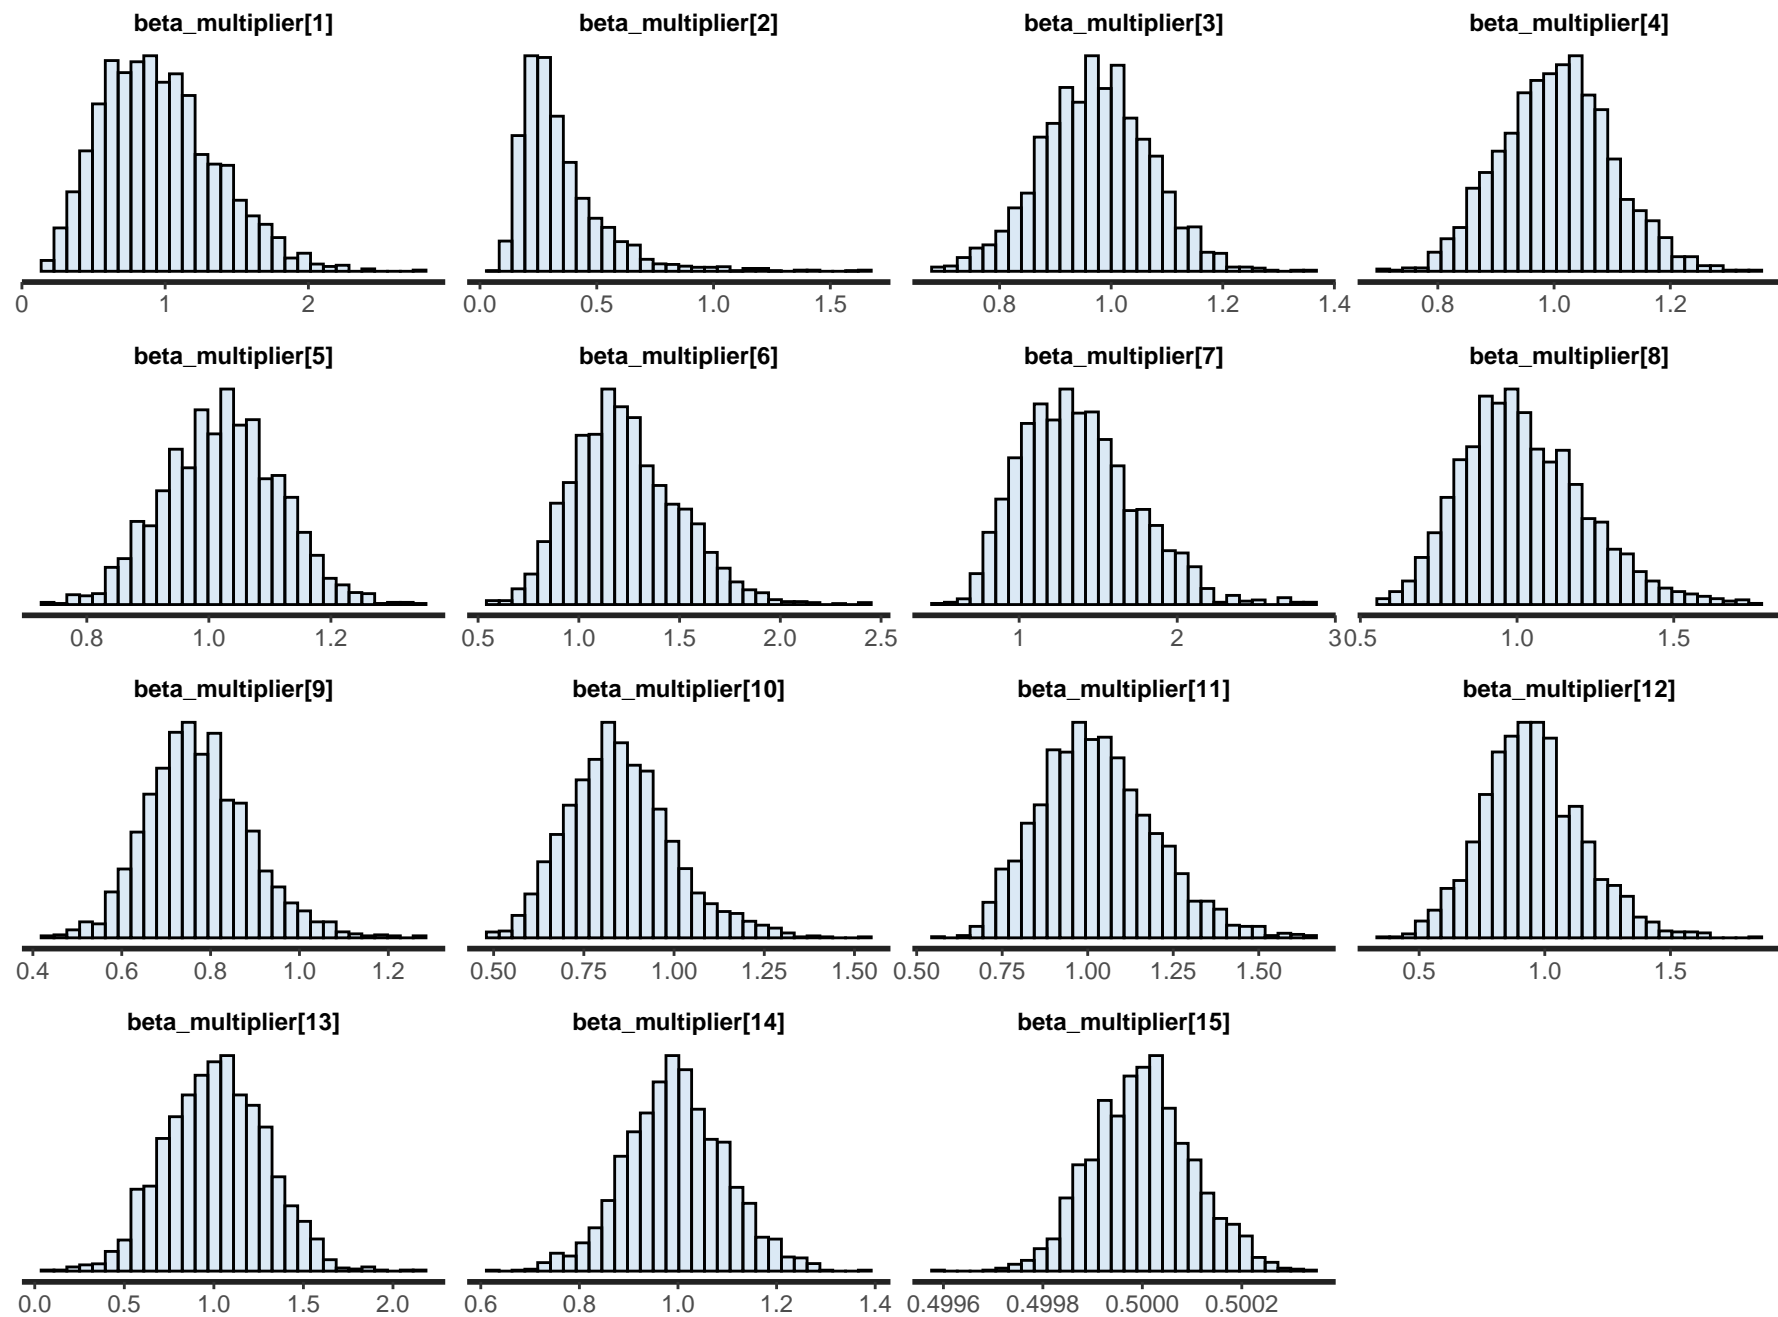 beta_multiplier[1] beta_multiplier[2] beta_multiplier[3] beta_multiplier[4]
0 1 2 0.0 0.5 1.0 1.5 0.8 1.0 1.2 1.4 0.8 1.0 1.2
beta_multiplier[5] beta_multiplier[6] beta_multiplier[7] beta_multiplier[8]
0.8 1.0 1.2 0.5 1.0 1.5 2.0 2.5 1 2 3 0.5 1.0 1.5
beta_multiplier[9] beta_multiplier[10] beta_multiplier[11] beta_multiplier[12]
0.4 0.6 0.8 1.0 1.2 0.50 0.75 1.00 1.25 1.50 0.50 0.75 1.00 1.25 1.50 0.5 1.0 1.5
beta_multiplier[13] beta_multiplier[14] beta_multiplier[15]
0.0 0.5 1.0 1.5 2.0 0.6 0.8 1.0 1.2 1.4 0.4996 0.4998 0.5000 0.5002